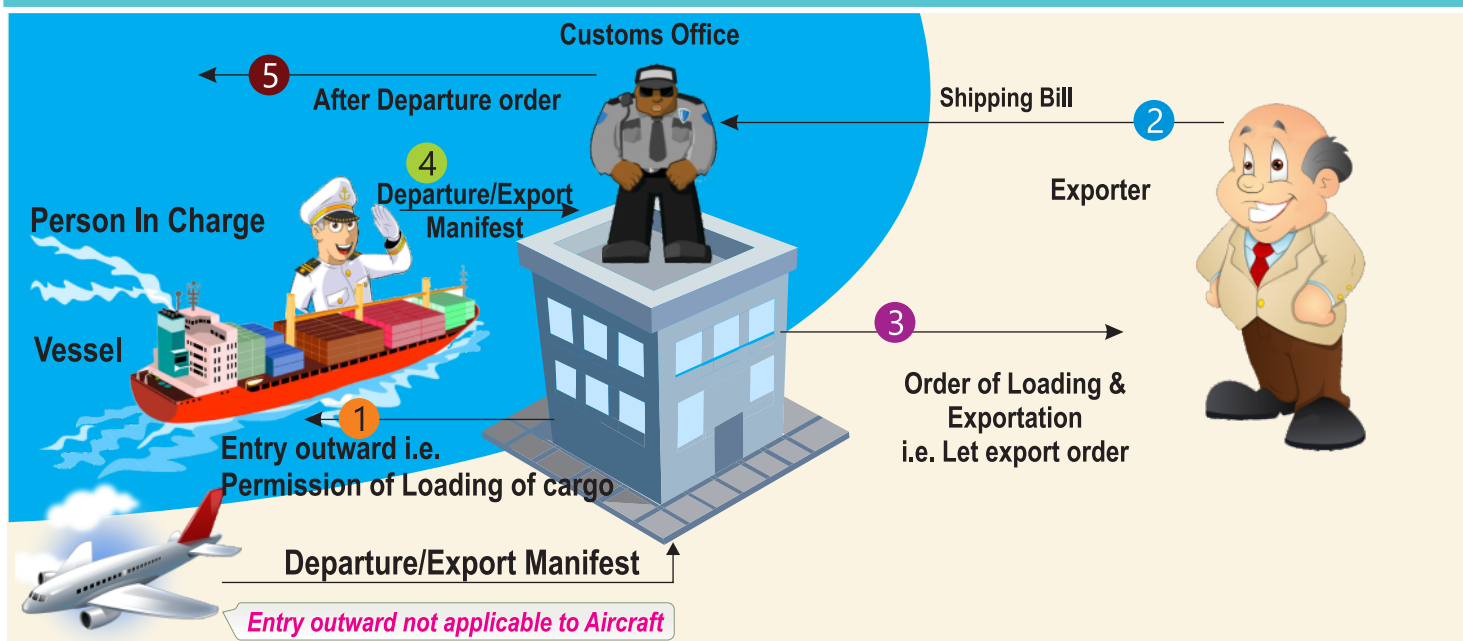 Customs Office
5
After Departure order
Shipping Bill
2
4
Departure/Export
Manifest
Exporter
Person In Charge
Vessel
3
Order of Loading &
Exportation
i.e. Let export order
1
Entry outward i.e.
Permission of Loading of cargo
Departure/Export Manifest
Entry outward not applicable to Aircraft